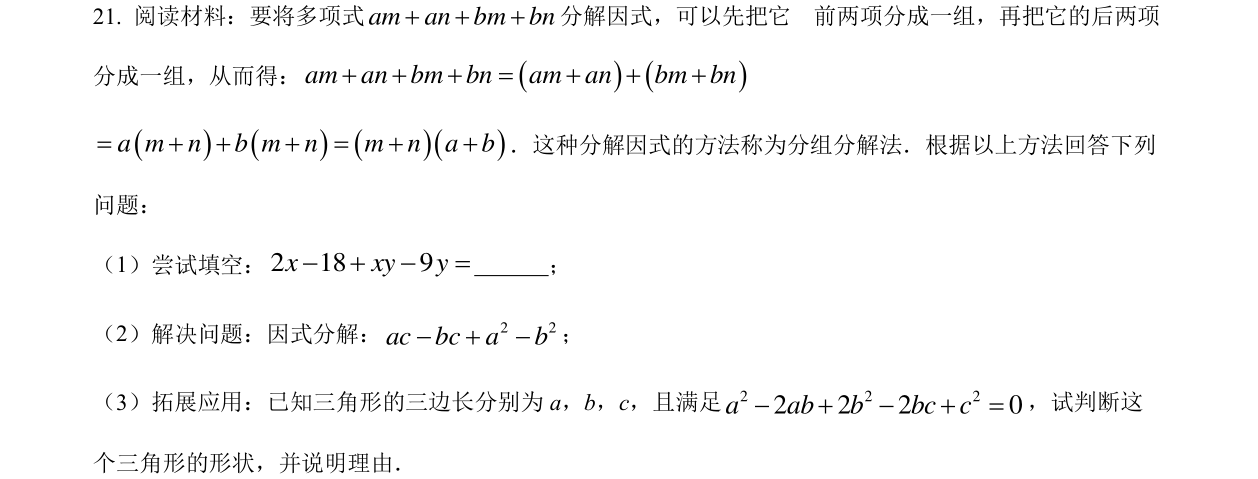 21. 阅读材料：要将多项式am+an+bm+bn分解因式，可以先把它 前两项分成一组，再把它的后两项
分成一组，从而得：am+an+bm+bn=(am+an)+(bm+bn)
=a(m+n)+b(m+n)=(m+n)(a+b)．这种分解因式的方法称为分组分解法．根据以上方法回答下列
问题：
（1）尝试填空：2x−18+xy−9y=______；
（2）解决问题：因式分解：ac−bc+a²−b²；
（3）拓展应用：已知三角形的三边长分别为 a，b，c，且满足a²−2ab+2b²−2bc+c²=0，试判断这
个三角形的形状，并说明理由．